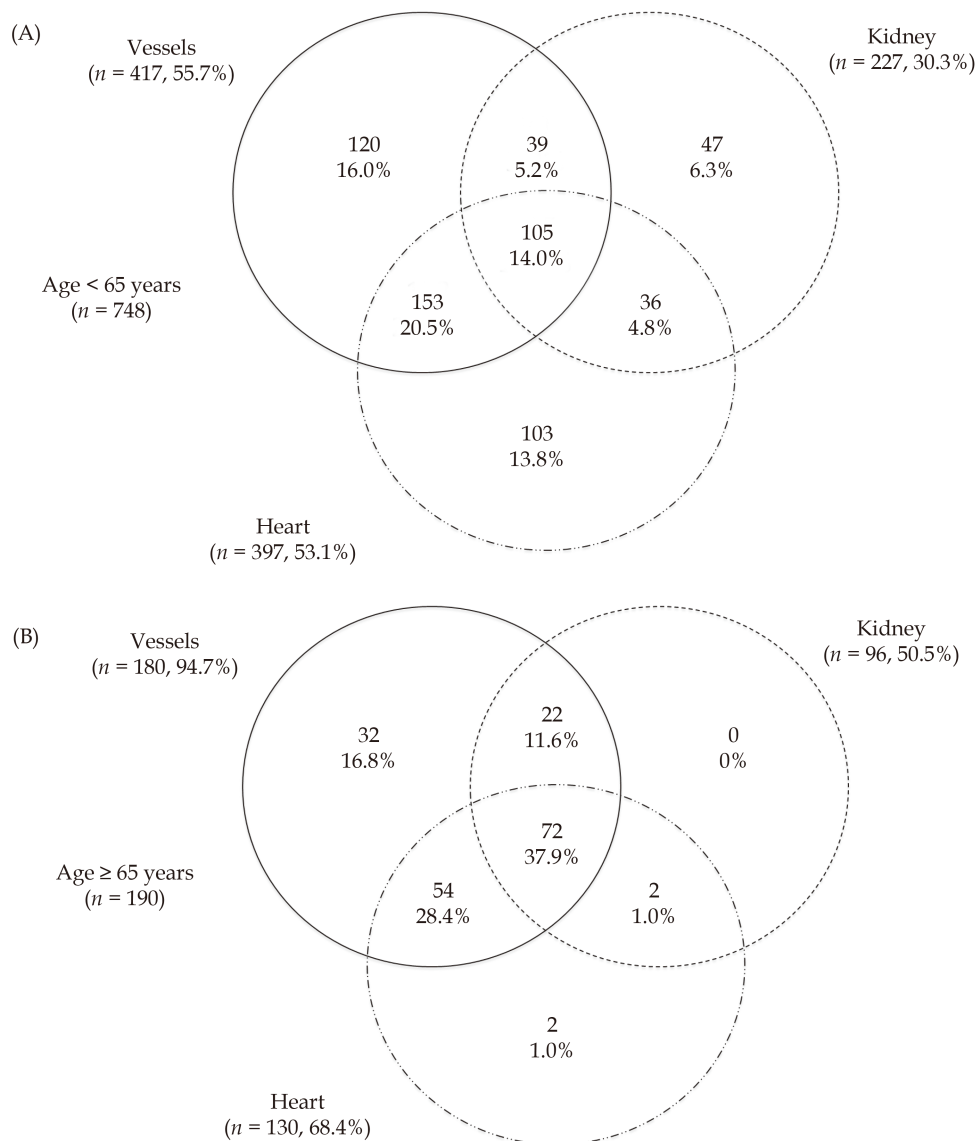 (A)
Vessels
(n = 417, 55.7%)
Kidney
(n = 227, 30.3%)
120
16.0%
39
5.2%
47
6.3%
105
14.0%
Age < 65 years
(n = 748)
153
20.5%
36
4.8%
103
13.8%
Heart
(n = 397, 53.1%)
(B)
Vessels
(n = 180, 94.7%)
Kidney
(n = 96, 50.5%)
32
16.8%
22
11.6%
0
0%
72
37.9%
Age ≥ 65 years
(n = 190)
54
28.4%
2
1.0%
2
1.0%
Heart
(n = 130, 68.4%)